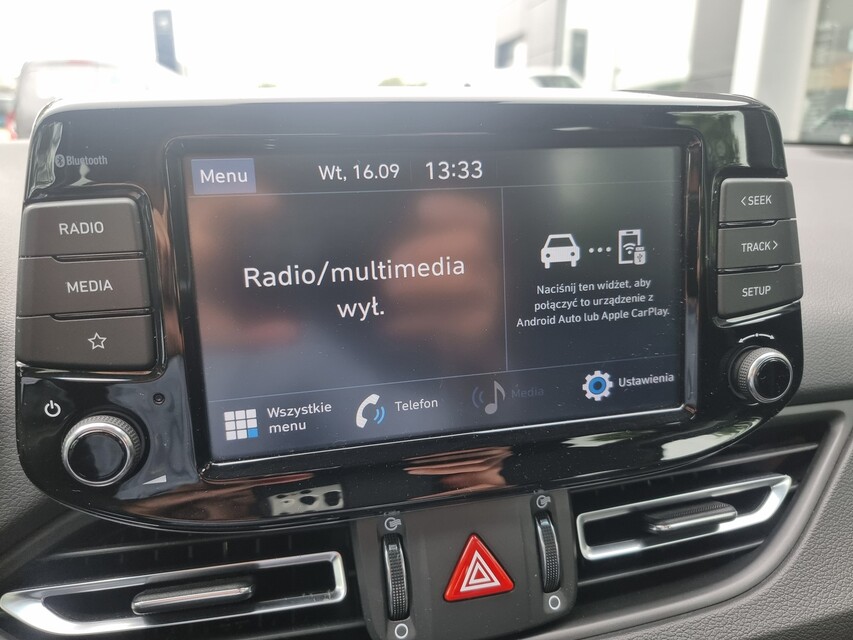 Bluetooth
Menu
Wt, 16.09
13:33
RADIO
MEDIA
Radio/multimedia
wył.
Naciśnij ten widżet, aby
połączyć to urządzenie z
Android Auto lub Apple CarPlay.
< SEEK
TRACK >
SETUP
Wszystkie
menu
Telefon
Media
Ustawienia